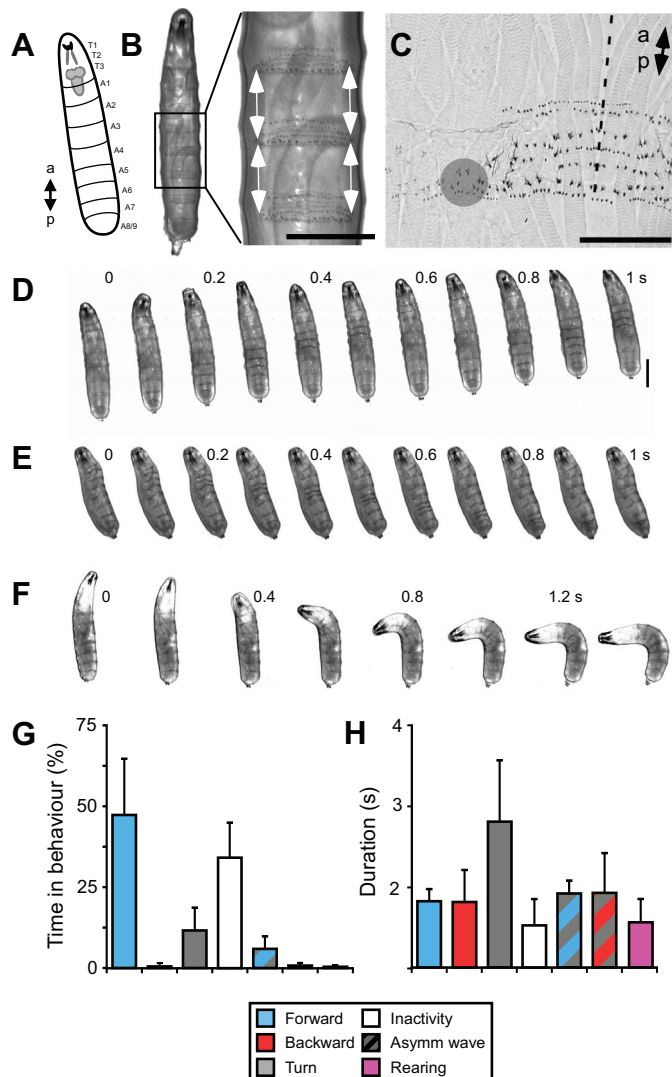 A
T1
T2
T3
A1
A2
A3
A4
A5
A6
A7
A8/9
a
p
B
C
a
p
D
0
0.2
0.4
0.6
0.8
1 s
E
0
0.2
0.4
0.6
0.8
1 s
F
0
0.4
0.8
1.2 s
G
Time in behaviour (%)
75
50
25
0
H
Duration (s)
4
3
2
Forward
Backward
Turn
Inactivity
Asymm wave
Rearing